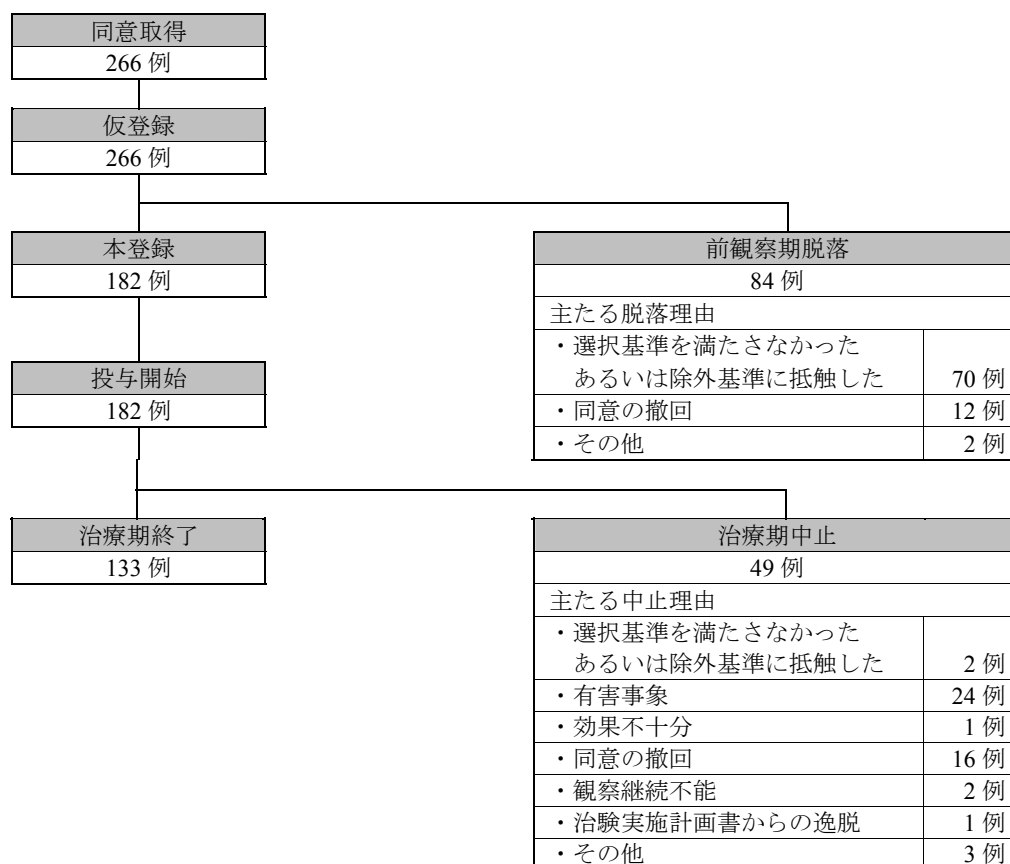 同意取得
266 例
仮登録
266 例
本登録
182 例
前観察期脱落
84 例
主たる脱落理由
・選択基準を満たさなかった
あるいは除外基準に抵触した 70 例
・同意の撤回 12 例
・その他 2 例
投与開始
182 例
治療期終了
133 例
治療期中止
49 例
主たる中止理由
・選択基準を満たさなかった
あるいは除外基準に抵触した 2 例
・有害事象 24 例
・効果不十分 1 例
・同意の撤回 16 例
・観察継続不能 2 例
・治験実施計画書からの逸脱 1 例
・その他 3 例